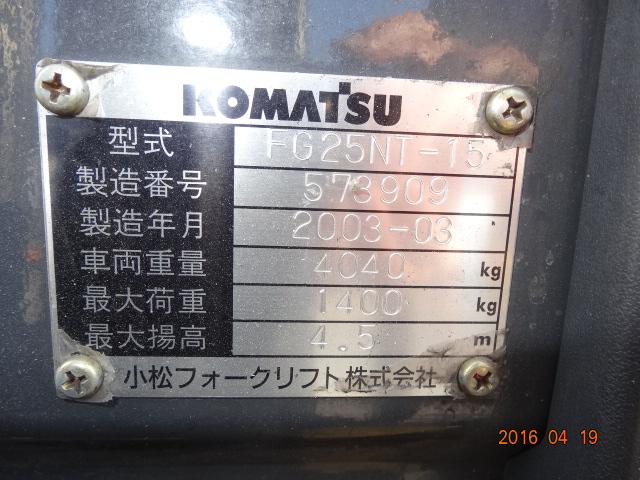 KOMATSU
型式 FG25NT-15
製造番号 573909
製造年月 2003-03
車両重量 4040 kg
最大荷重 1400 kg
最大揚高 4.5 m
小松フォークリフト株式会社
2016 04 19